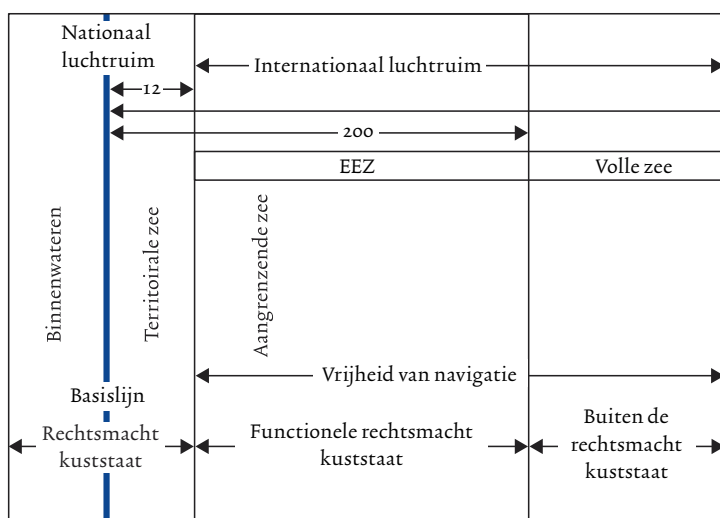 Nationaal
luchtruim
Internationaal luchtruim
12
200
EEZ
Volle zee
Binnenwateren
Territoirale zee
Aangrenzende zee
Vrijheid van navigatie
Basislijn
Rechtsmacht
kuststaat
Functionele rechtsmacht
kuststaat
Buiten de
rechtsmacht
kuststaat